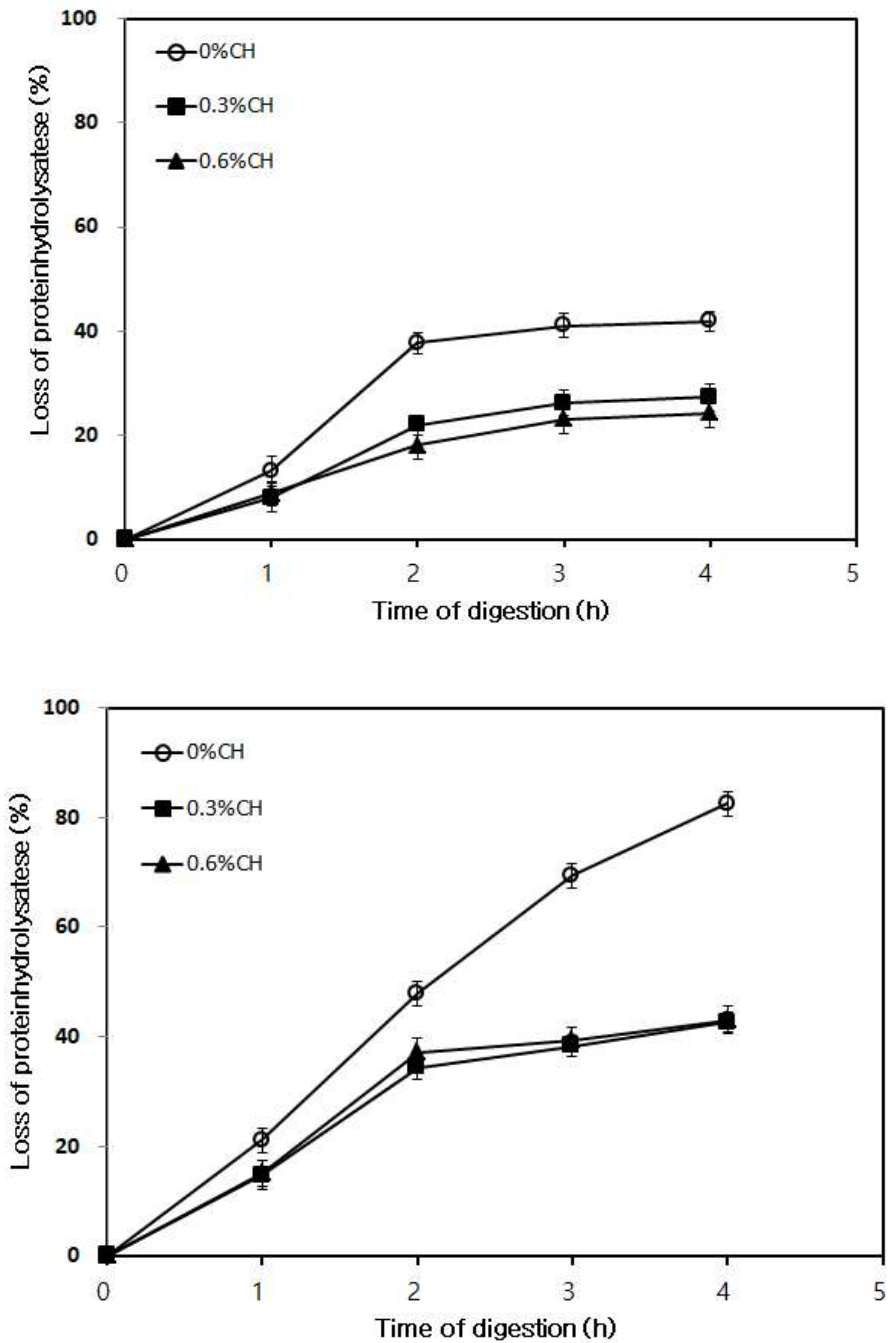 100
80
60
40
20
0
Loss of proteinhydrolysatese (%)
0%CH
0.3%CH
0.6%CH
0 1 2 3 4 5
Time of digestion (h)
100
80
60
40
20
0
Loss of proteinhydrolysatese (%)
0%CH
0.3%CH
0.6%CH
0 1 2 3 4 5
Time of digestion (h)